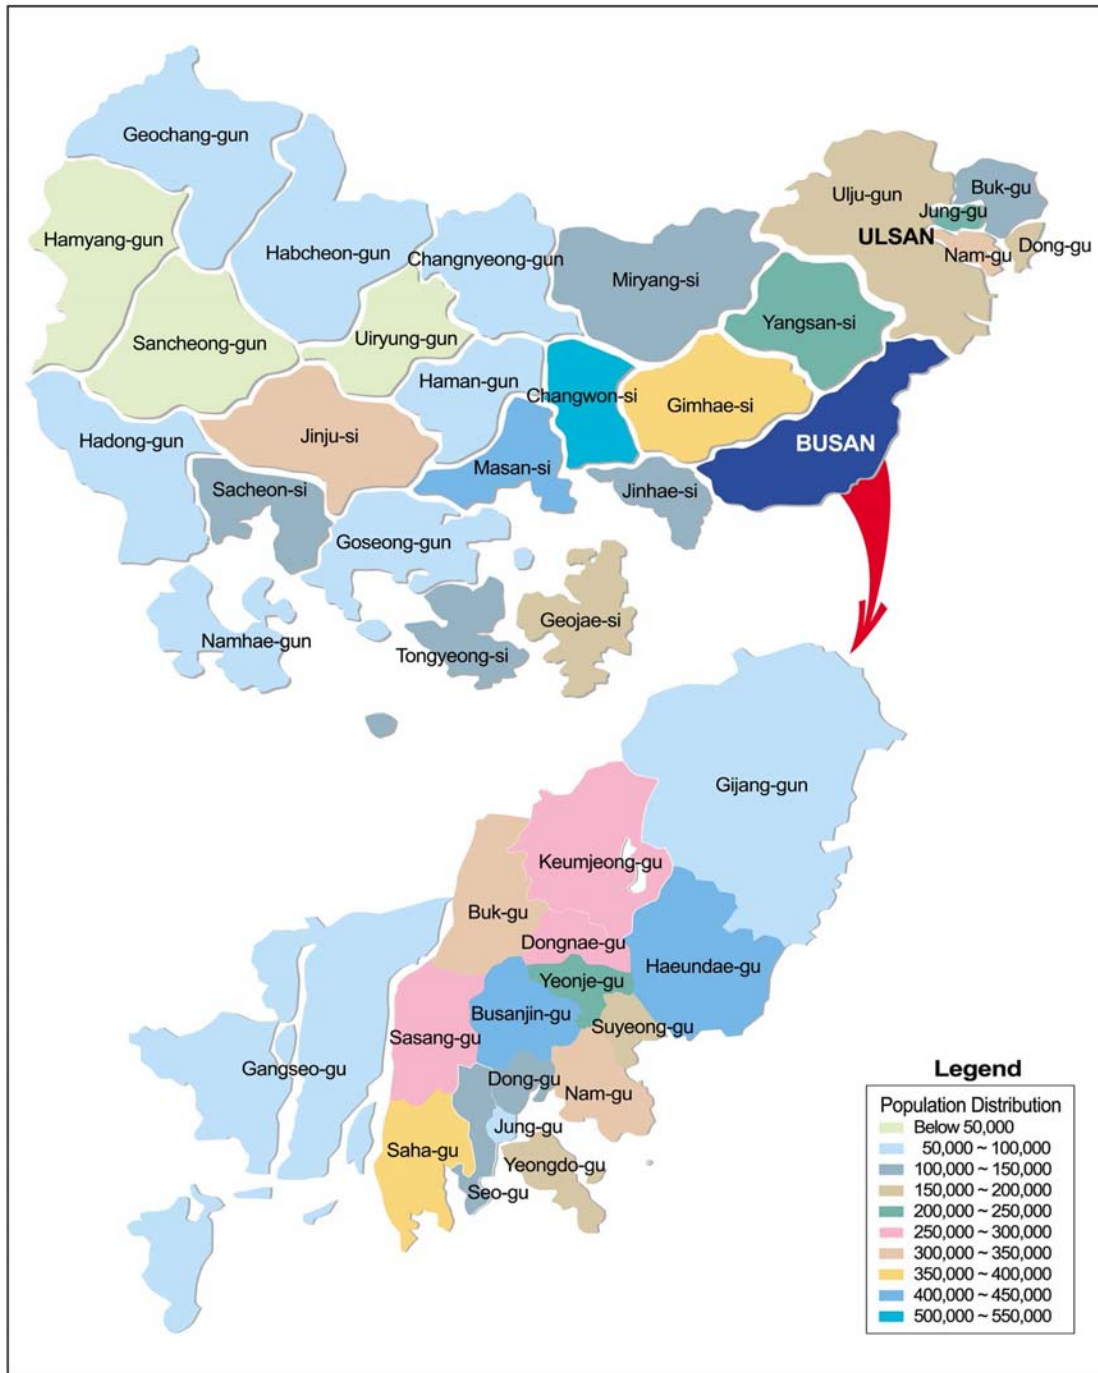 Geochang-gun
Hamyang-gun
Habcheon-gun
Changnyeong-gun
Sancheong-gun
Uiryung-gun
Miryang-si
Ulju-gun
Buk-gu
Jung-gu
ULSAN
Nam-gu
Dong-gu
Yangsan-si
Hadong-gun
Jinju-si
Haman-gun
Changwon-si
Gimhae-si
BUSAN
Masan-si
Jinhae-si
Sacheon-si
Goseong-gun
Namhae-gun
Tongyeong-si
Geojae-si
Gijang-gun
Keumjeong-gu
Buk-gu
Dongnae-gu
Haeundae-gu
Yeonje-gu
Busanjin-gu
Suyeong-gu
Sasang-gu
Gangseo-gu
Dong-gu
Nam-gu
Jung-gu
Saha-gu
Yeongdo-gu
Seo-gu
Legend
Population Distribution
Below 50,000
50,000 ~ 100,000
100,000 ~ 150,000
150,000 ~ 200,000
200,000 ~ 250,000
250,000 ~ 300,000
300,000 ~ 350,000
350,000 ~ 400,000
400,000 ~ 450,000
500,000 ~ 550,000